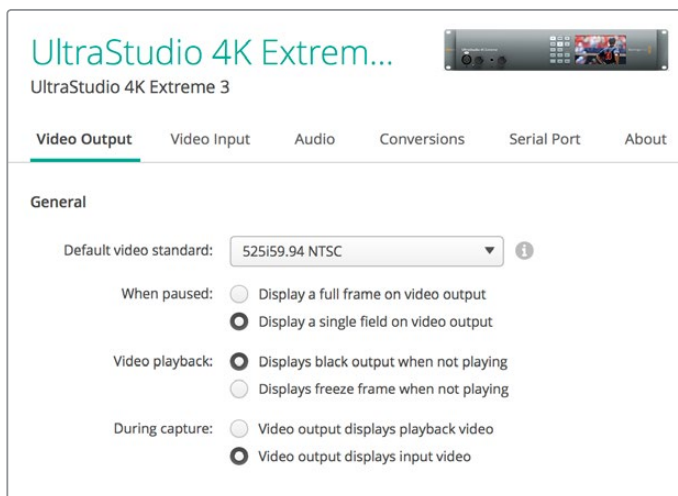 UltraStudio 4K Extrem...
UltraStudio 4K Extreme 3
Video Output Video Input Audio Conversions Serial Port About
General
Default video standard: 525i59.94 NTSC
When paused: Display a full frame on video output
Display a single field on video output
Video playback: Displays black output when not playing
Displays freeze frame when not playing
During capture: Video output displays playback video
Video output displays input video